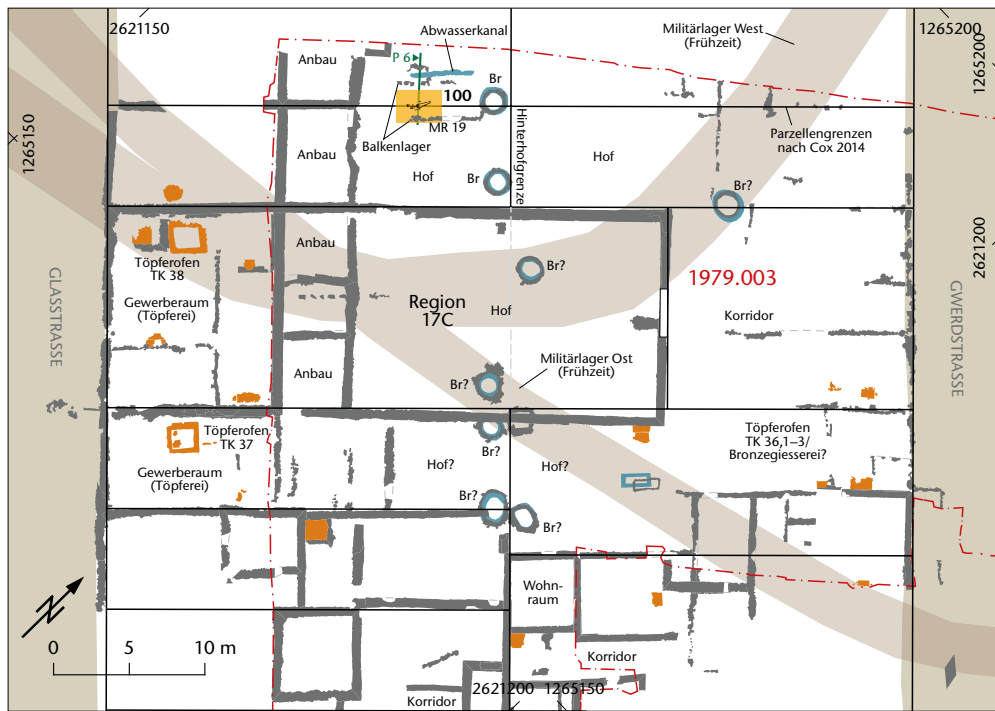 2621150
1265200
Militärlager West
(Frühzeit)
Abwasserkanal
Anbau
P 6
Br
100
1265200
MR 19
Balkenlager
Hinterhofgrenze
Parzellengrenzen
nach Cox 2014
1265150
Anbau
Hof
Br
Hof
Br?
2621200
Anbau
Töpferofen
TK 38
Br?
1979.003
Gewerberaum
(Töpferei)
Region
17C
Hof
Korridor
GLASSTRASSE
GWERDSTRASSE
Anbau
Br?
Militärlager Ost
(Frühzeit)
Töpferofen
TK 37
Br?
Töpferofen
TK 36,1–3/
Bronzegiesserei?
Gewerberaum
(Töpferei)
Hof?
Hof?
Br?
Br?
Wohn-
raum
N
0
5
10 m
Korridor
2621200
1265150
Korridor